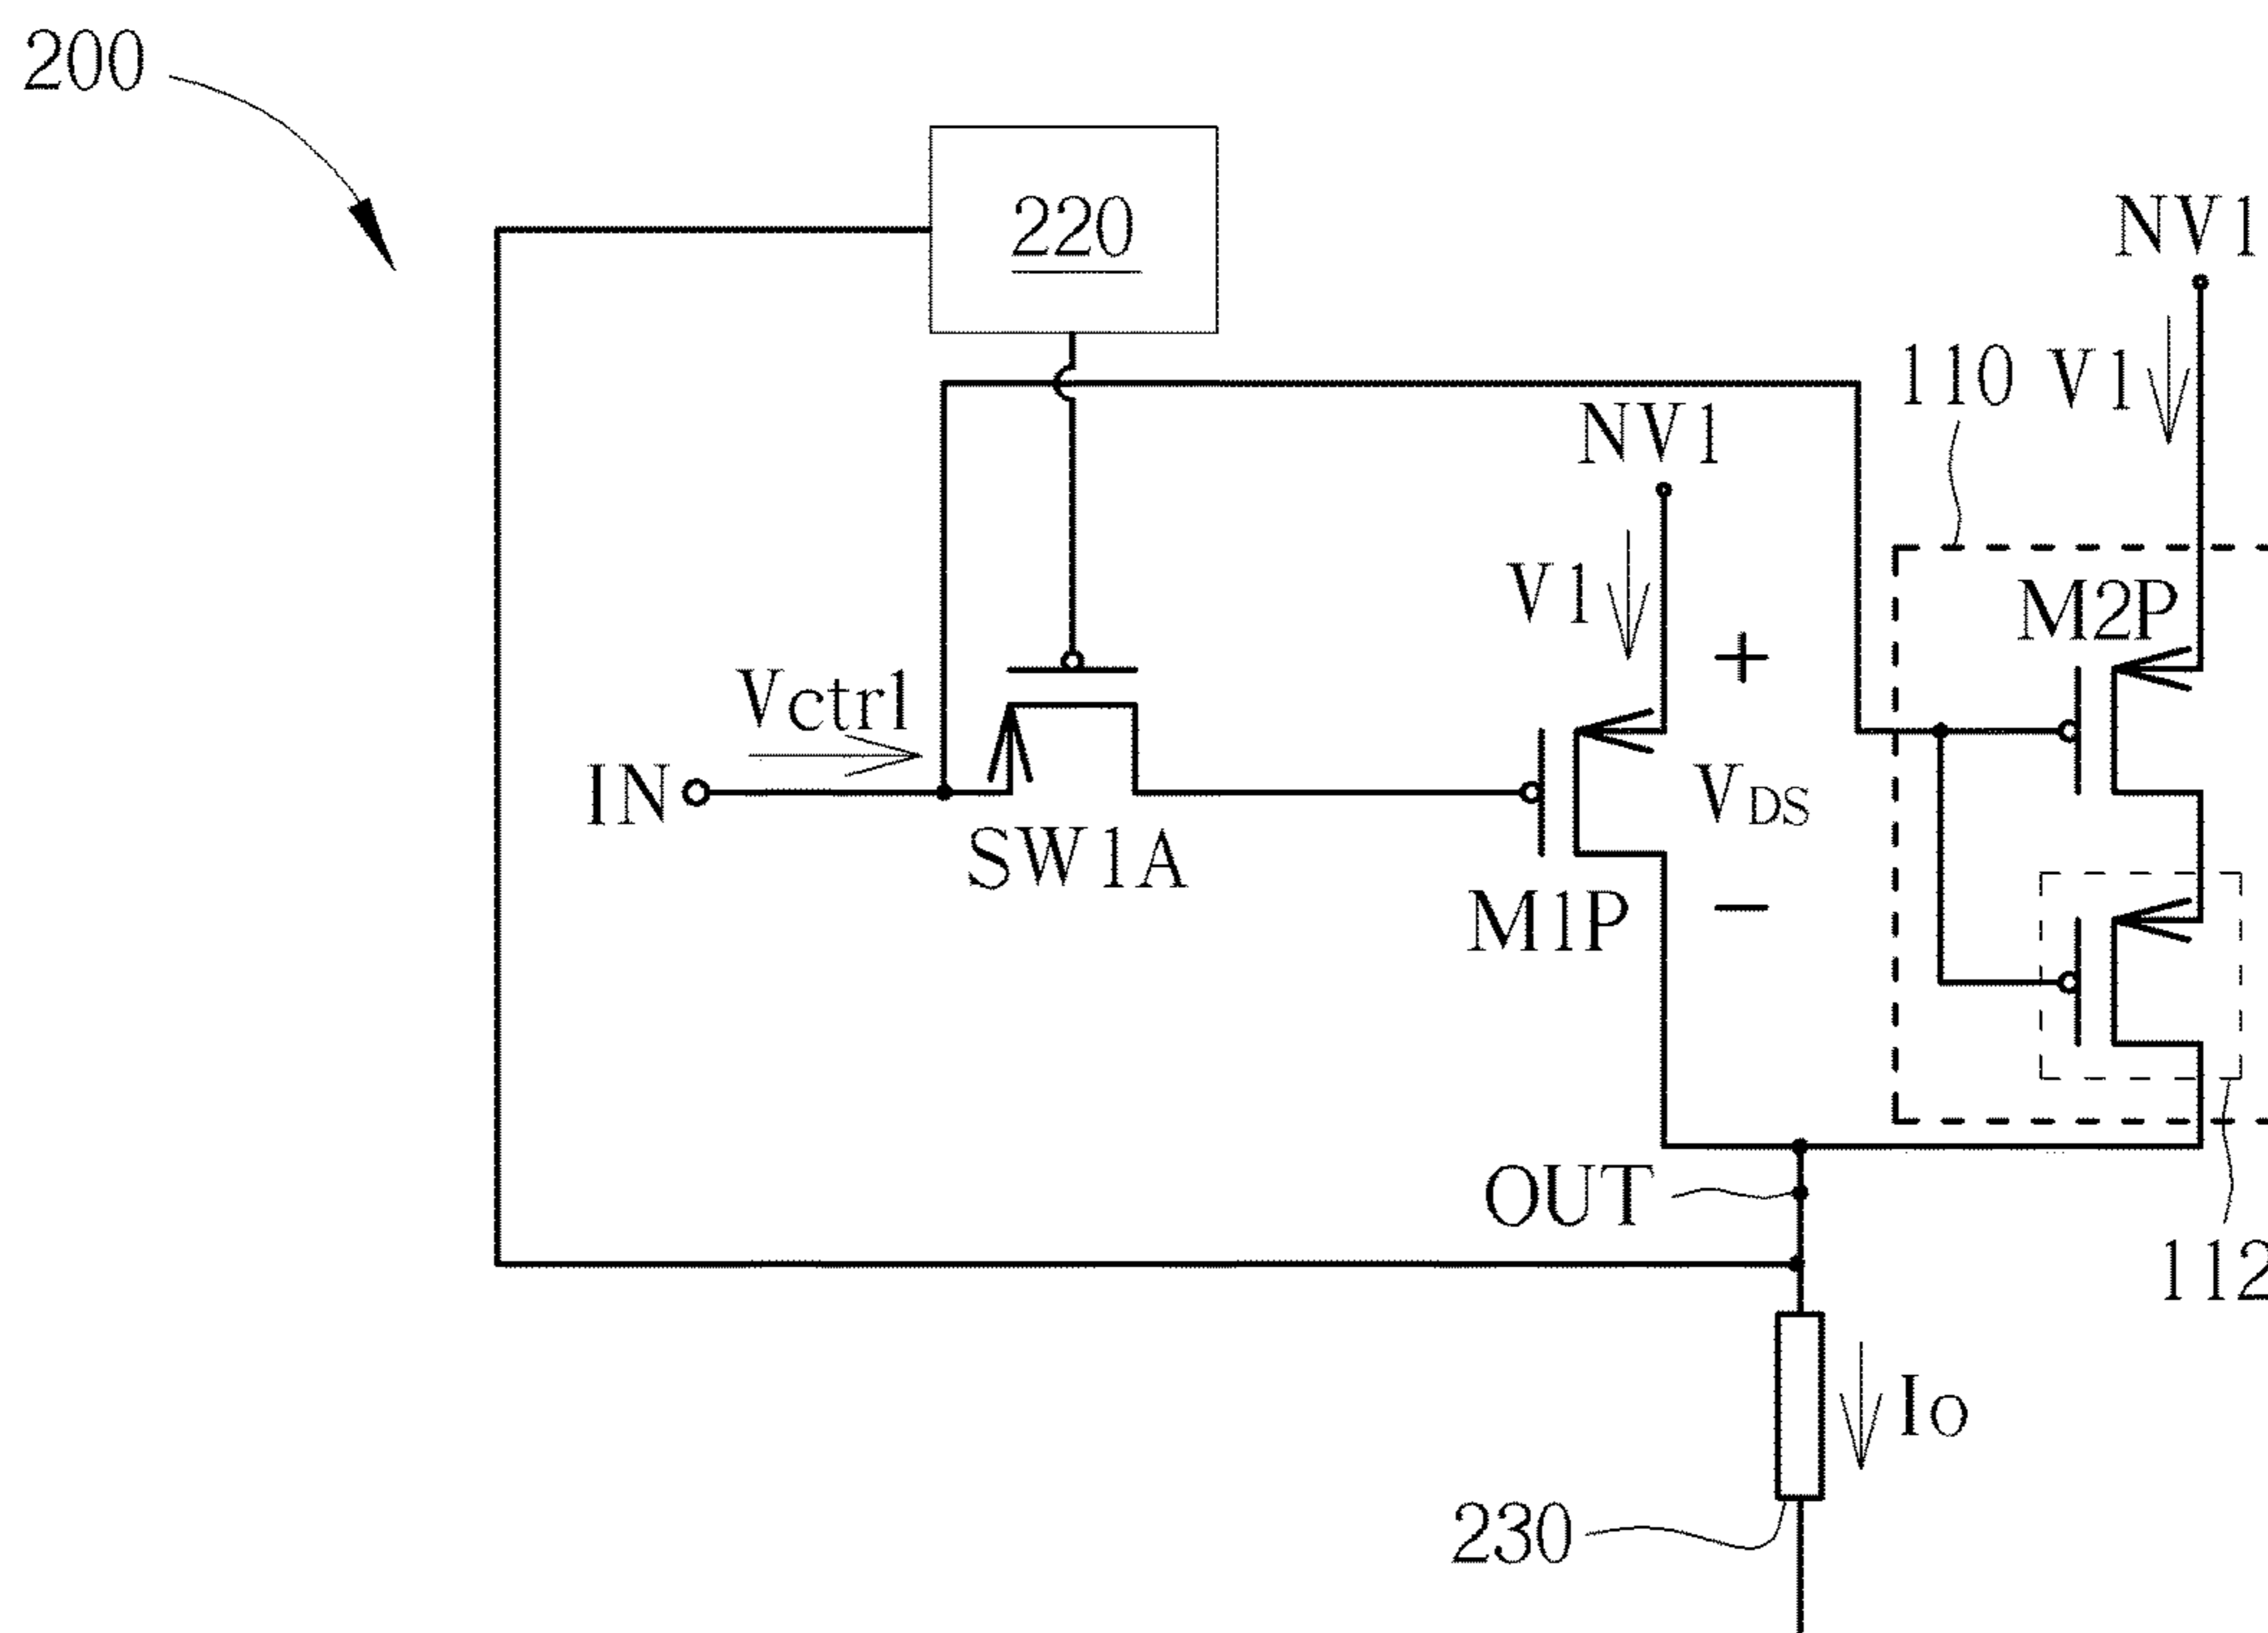 200
220
NV1
110
V1
NV1
V1
M2P
Vctrl
IN
VDS
SW1A
M1P
OUT
112
Io
230